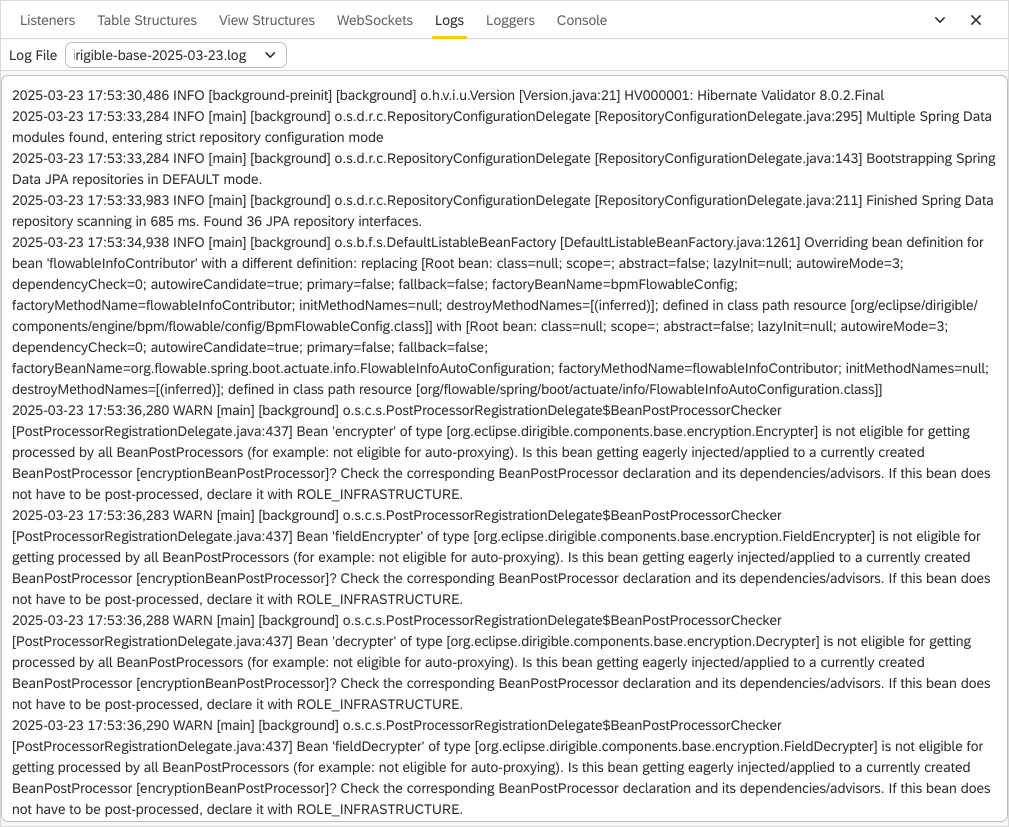 Listeners Table Structures View Structures WebSockets Logs Loggers Console
Log File rigible-base-2025-03-23.log
2025-03-23 17:53:30,486 INFO [background-preinit] [background] o.h.v.i.u.Version [Version.java:21] HV000001: Hibernate Validator 8.0.2.Final
2025-03-23 17:53:33,284 INFO [main] [background] o.s.d.r.c.RepositoryConfigurationDelegate [RepositoryConfigurationDelegate.java:295] Multiple Spring Data
modules found, entering strict repository configuration mode
2025-03-23 17:53:33,284 INFO [main] [background] o.s.d.r.c.RepositoryConfigurationDelegate [RepositoryConfigurationDelegate.java:143] Bootstrapping Spring
Data JPA repositories in DEFAULT mode.
2025-03-23 17:53:33,983 INFO [main] [background] o.s.d.r.c.RepositoryConfigurationDelegate [RepositoryConfigurationDelegate.java:211] Finished Spring Data
repository scanning in 685 ms. Found 36 JPA repository interfaces.
2025-03-23 17:53:34,938 INFO [main] [background] o.s.b.f.s.DefaultListableBeanFactory [DefaultListableBeanFactory.java:1261] Overriding bean definition for
bean 'flowableInfoContributor' with a different definition: replacing [Root bean: class=null; scope=; abstract=false; lazyInit=null; autowireMode=3;
dependencyCheck=0; autowireCandidate=true; primary=false; fallback=false; factoryBeanName=bpmFlowableConfig;
factoryMethodName=flowableInfoContributor; initMethodNames=null; destroyMethodNames=[(inferred)]; defined in class path resource [org/eclipse/dirigible/
components/engine/bpm/flowable/config/BpmFlowableConfig.class]] with [Root bean: class=null; scope=; abstract=false; lazyInit=null; autowireMode=3;
dependencyCheck=0; autowireCandidate=true; primary=false; fallback=false;
factoryBeanName=org.flowable.spring.boot.actuate.info.FlowableInfoAutoConfiguration; factoryMethodName=flowableInfoContributor; initMethodNames=null;
destroyMethodNames=[(inferred)]; defined in class path resource [org/flowable/spring/boot/actuate/info/FlowableInfoAutoConfiguration.class]]
2025-03-23 17:53:36,280 WARN [main] [background] o.s.c.s.PostProcessorRegistrationDelegate$BeanPostProcessorChecker
[PostProcessorRegistrationDelegate.java:437] Bean 'encrypter' of type [org.eclipse.dirigible.components.base.encryption.Encrypter] is not eligible for getting
processed by all BeanPostProcessors (for example: not eligible for auto-proxying). Is this bean getting eagerly injected/applied to a currently created
BeanPostProcessor [encryptionBeanPostProcessor]? Check the corresponding BeanPostProcessor declaration and its dependencies/advisors. If this bean does
not have to be post-processed, declare it with ROLE_INFRASTRUCTURE.
2025-03-23 17:53:36,283 WARN [main] [background] o.s.c.s.PostProcessorRegistrationDelegate$BeanPostProcessorChecker
[PostProcessorRegistrationDelegate.java:437] Bean 'fieldEncrypter' of type [org.eclipse.dirigible.components.base.encryption.FieldEncrypter] is not eligible for
getting processed by all BeanPostProcessors (for example: not eligible for auto-proxying). Is this bean getting eagerly injected/applied to a currently created
BeanPostProcessor [encryptionBeanPostProcessor]? Check the corresponding BeanPostProcessor declaration and its dependencies/advisors. If this bean does
not have to be post-processed, declare it with ROLE_INFRASTRUCTURE.
2025-03-23 17:53:36,288 WARN [main] [background] o.s.c.s.PostProcessorRegistrationDelegate$BeanPostProcessorChecker
[PostProcessorRegistrationDelegate.java:437] Bean 'decrypter' of type [org.eclipse.dirigible.components.base.encryption.Decrypter] is not eligible for getting
processed by all BeanPostProcessors (for example: not eligible for auto-proxying). Is this bean getting eagerly injected/applied to a currently created
BeanPostProcessor [encryptionBeanPostProcessor]? Check the corresponding BeanPostProcessor declaration and its dependencies/advisors. If this bean does
not have to be post-processed, declare it with ROLE_INFRASTRUCTURE.
2025-03-23 17:53:36,290 WARN [main] [background] o.s.c.s.PostProcessorRegistrationDelegate$BeanPostProcessorChecker
[PostProcessorRegistrationDelegate.java:437] Bean 'fieldDecrypter' of type [org.eclipse.dirigible.components.base.encryption.FieldDecrypter] is not eligible for
getting processed by all BeanPostProcessors (for example: not eligible for auto-proxying). Is this bean getting eagerly injected/applied to a currently created
BeanPostProcessor [encryptionBeanPostProcessor]? Check the corresponding BeanPostProcessor declaration and its dependencies/advisors. If this bean does
not have to be post-processed, declare it with ROLE_INFRASTRUCTURE.